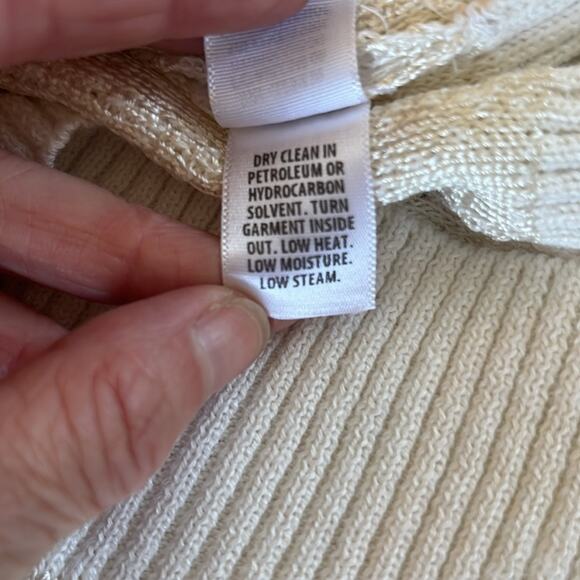 DRY CLEAN IN
PETROLEUM OR
HYDROCARBON
SOLVENT. TURN
GARMENT INSIDE
OUT. LOW HEAT.
LOW MOISTURE.
LOW STEAM.